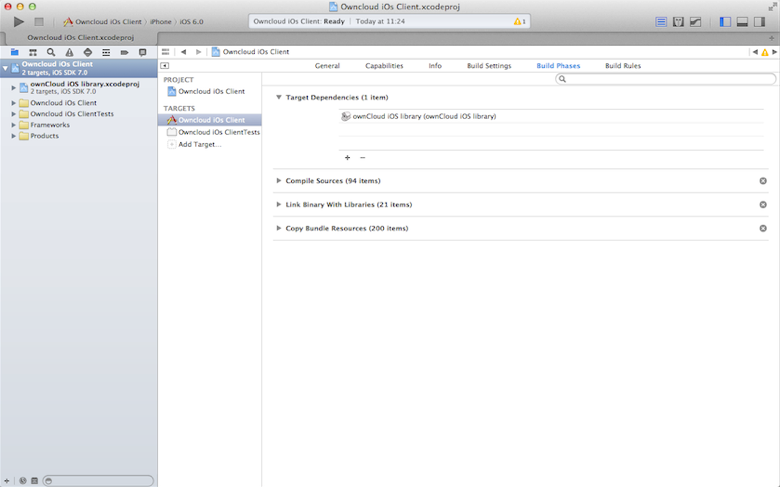 Owncloud iOs Client.xcodeproj
Owncloud iOs Client iPhone iOS 6.0
Owncloud iOs Client: Ready Today at 11:24 1
Owncloud iOs Client.xcodeproj
Owncloud iOs Client
2 targets, iOS SDK 7.0
ownCloud iOS library.xcodeproj
2 targets, iOS SDK 7.0
Owncloud iOs Client
Owncloud iOs ClientTests
Frameworks
Products
Owncloud iOs Client
PROJECT
Owncloud iOs Client
TARGETS
Owncloud iOs Client
Owncloud iOs ClientTests
Add Target...
General Capabilities Info Build Settings Build Phases Build Rules
Target Dependencies (1 item)
ownCloud iOS library (ownCloud iOS library)
Compile Sources (94 items)
Link Binary With Libraries (21 items)
Copy Bundle Resources (200 items)